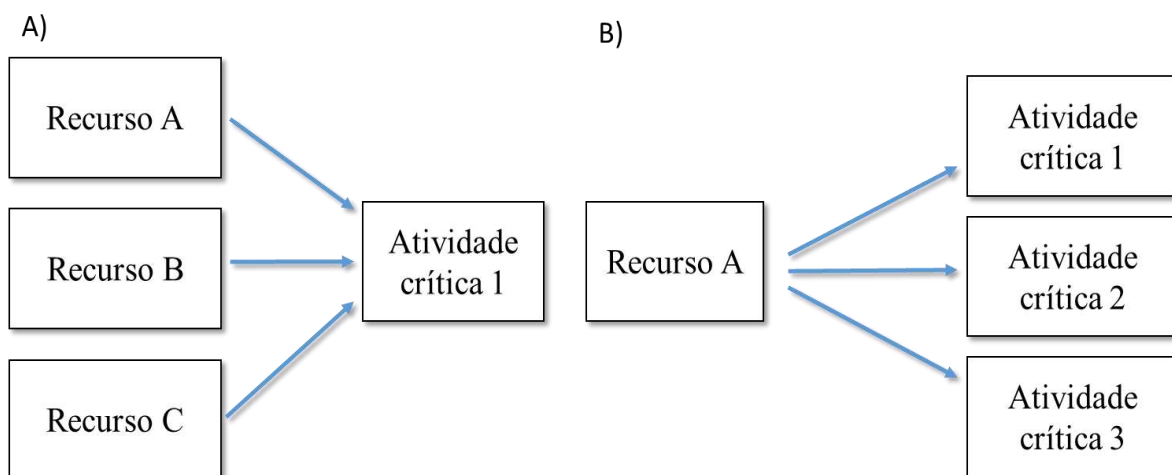 A)
Recurso A
Recurso B
Recurso C
Atividade
crítica 1
B)
Recurso A
Atividade
crítica 1
Atividade
crítica 2
Atividade
crítica 3